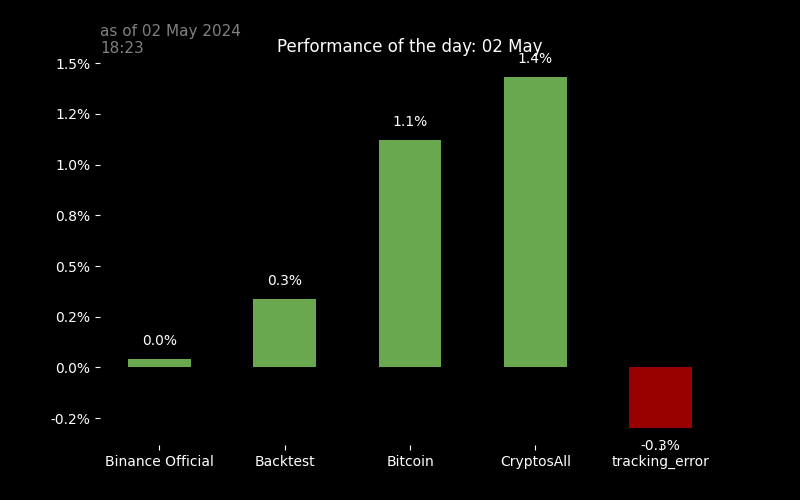 as of 02 May 2024
18:23
Performance of the day: 02 May
1.5%
1.2%
1.0%
0.8%
0.5%
0.2%
0.0%
-0.2%
0.0%
0.3%
1.1%
1.4%
-0.3%
Binance Official
Backtest
Bitcoin
CryptosAll
tracking_error